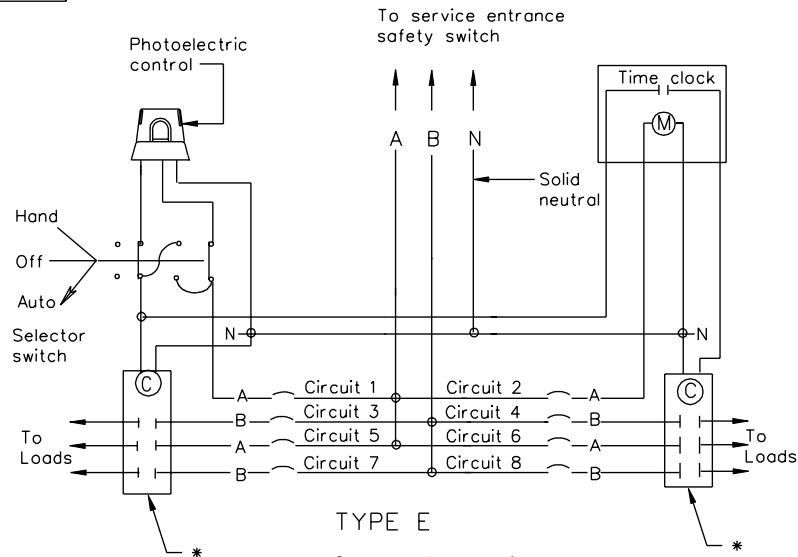 To service entrance
safety switch
Photoelectric
control
Time clock
M
A B N
Solid
neutral
Hand
Off
Auto
Selector
switch
N
N
C
C
A Circuit 1 Circuit 2 A
B Circuit 3 Circuit 4 B
A Circuit 5 Circuit 6 A
B Circuit 7 Circuit 8 B
To
Loads
To
Loads
TYPE E
*
*